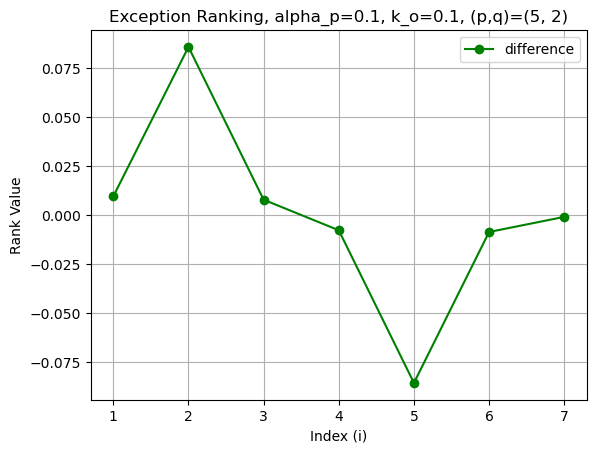 Exception Ranking, alpha_p=0.1, k_o=0.1, (p,q)=(5, 2)
difference
0.075
0.050
0.025
0.000
−0.025
−0.050
−0.075
Rank Value
1 2 3 4 5 6 7
Index (i)